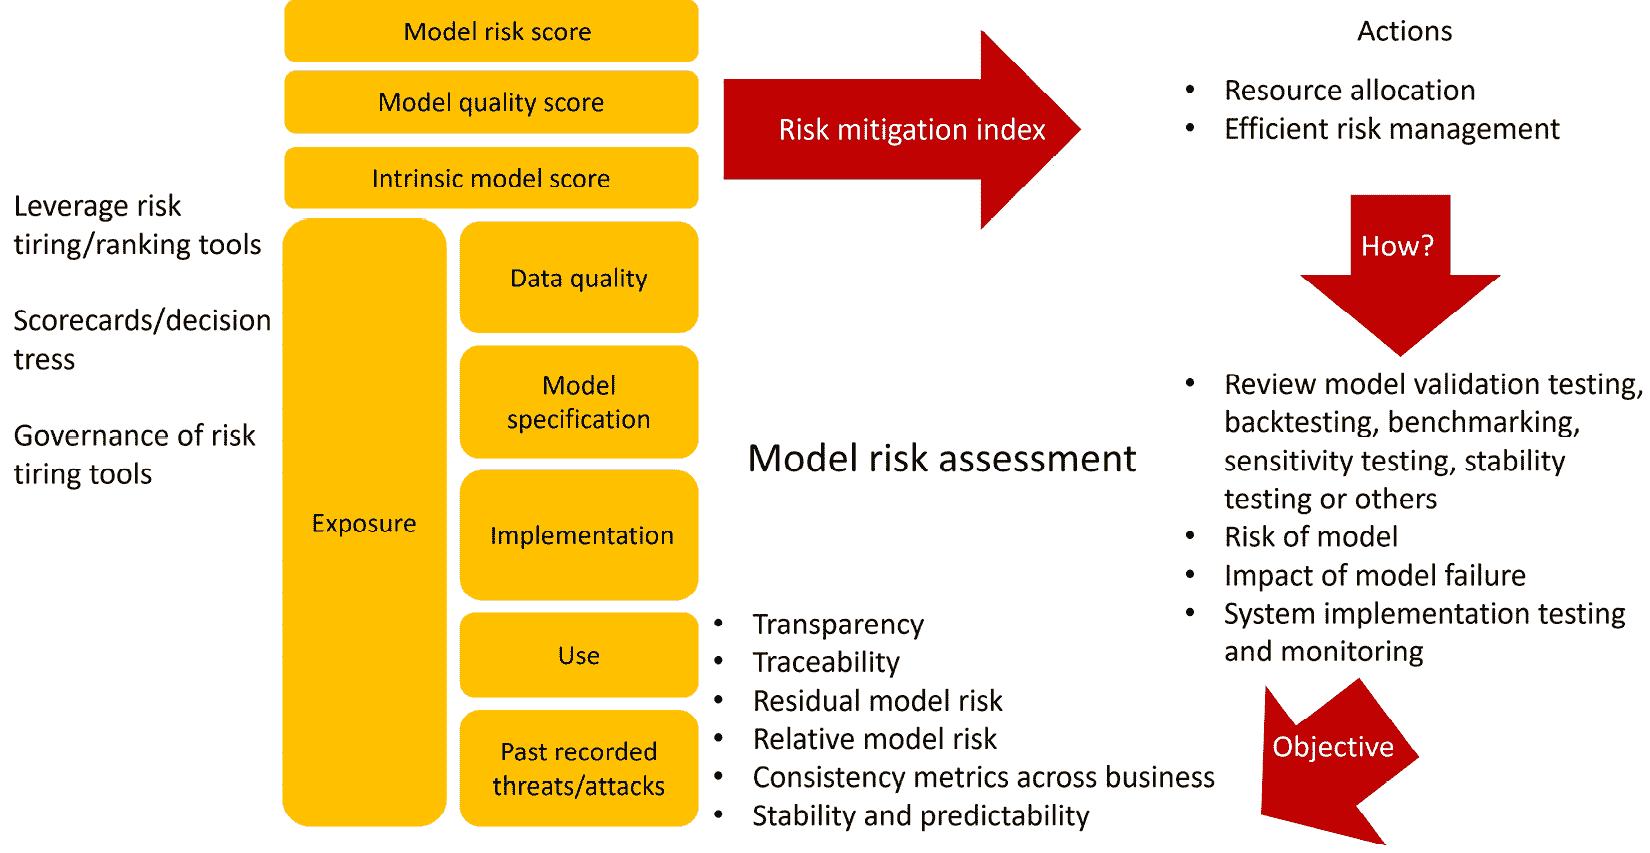 Model risk score
Model quality score
Intrinsic model score
Leverage risk
tiring/ranking tools
Scorecards/decision
tress
Governance of risk
tiring tools
Exposure
Data quality
Model
specification
Implementation
Use
Past recorded
threats/attacks
Risk mitigation index
Model risk assessment
Actions
• Resource allocation
• Efficient risk management
How?
• Review model validation testing,
backtesting, benchmarking,
sensitivity testing, stability
testing or others
• Risk of model
• Impact of model failure
• System implementation testing
and monitoring
Objective
• Transparency
• Traceability
• Residual model risk
• Relative model risk
• Consistency metrics across business
• Stability and predictability